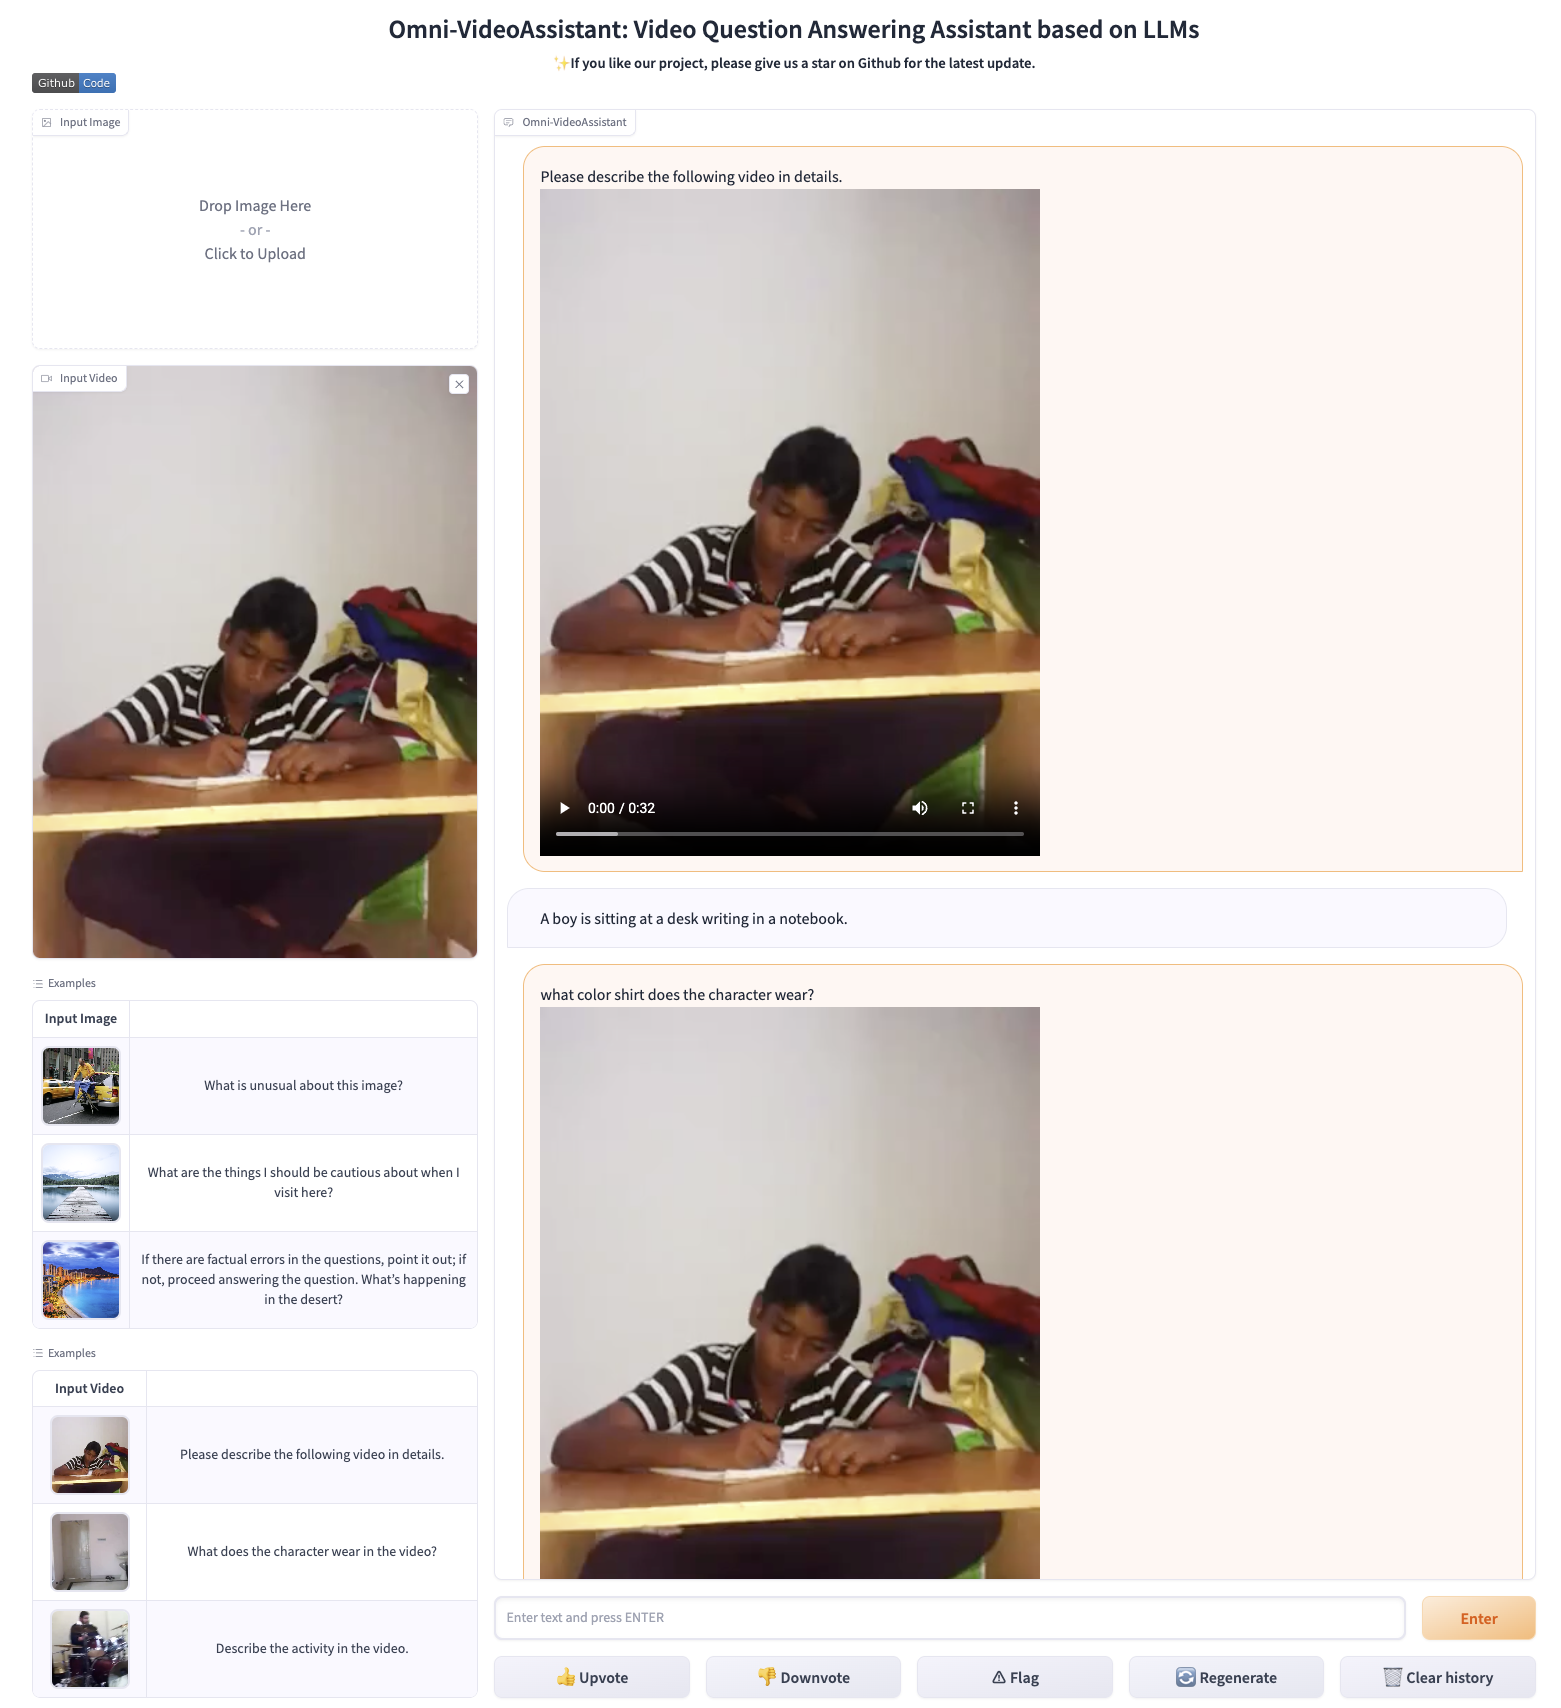 Omni-VideoAssistant: Video Question Answering Assistant based on LLMs
✨If you like our project, please give us a star on Github for the latest update.
Github Code
Input Image
Drop Image Here
- or -
Click to Upload
Input Video
Examples
Input Image
What is unusual about this image?
What are the things I should be cautious about when I
visit here?
If there are factual errors in the questions, point it out; if
not, proceed answering the question. What's happening
in the desert?
Examples
Input Video
Please describe the following video in details.
What does the character wear in the video?
Describe the activity in the video.
Omni-VideoAssistant
Please describe the following video in details.
0:00 / 0:32
A boy is sitting at a desk writing in a notebook.
what color shirt does the character wear?
Enter text and press ENTER
Enter
👍 Upvote
👎 Downvote
⚠ Flag
🔄 Regenerate
🗑 Clear history